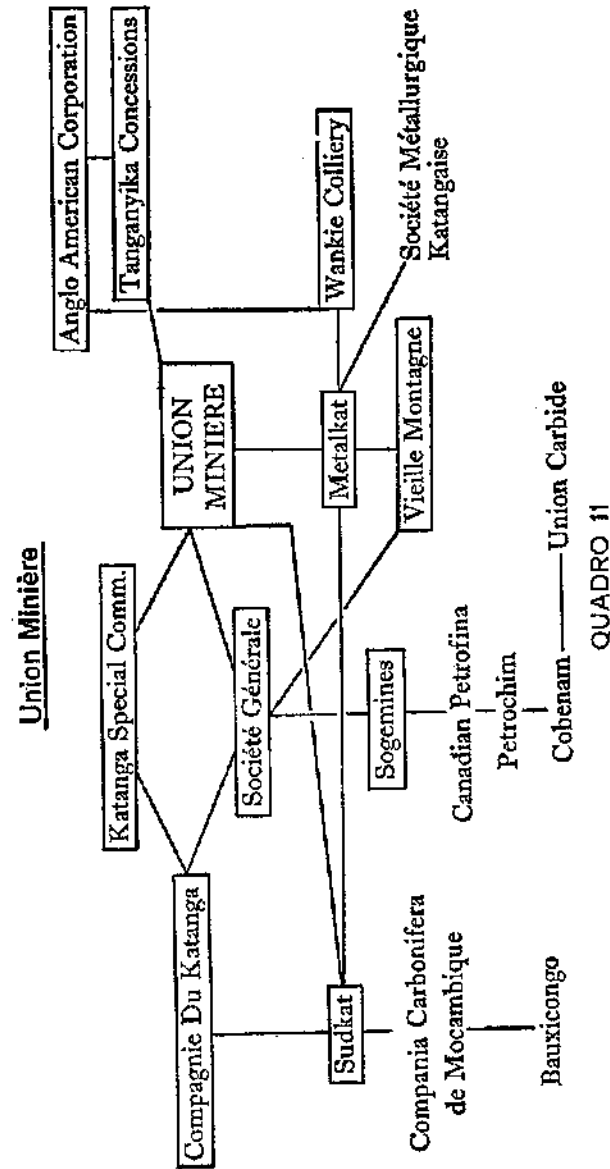 Union Minière
Anglo American Corporation
Katanga Special Comm.
Tanganyika Concessions
Compagnie Du Katanga
UNION
MINIERE
Société Générale
Sudkat
Sogemines
Metalkat
Wankie Colliery
Compania Carbonifera
de Mocambique
Canadian Petrofina
Vieille Montagne
Société Métallurgique
Katangaise
Petrochim
Bauxicongo
Cobenam
Union Carbide
QUADRO 11